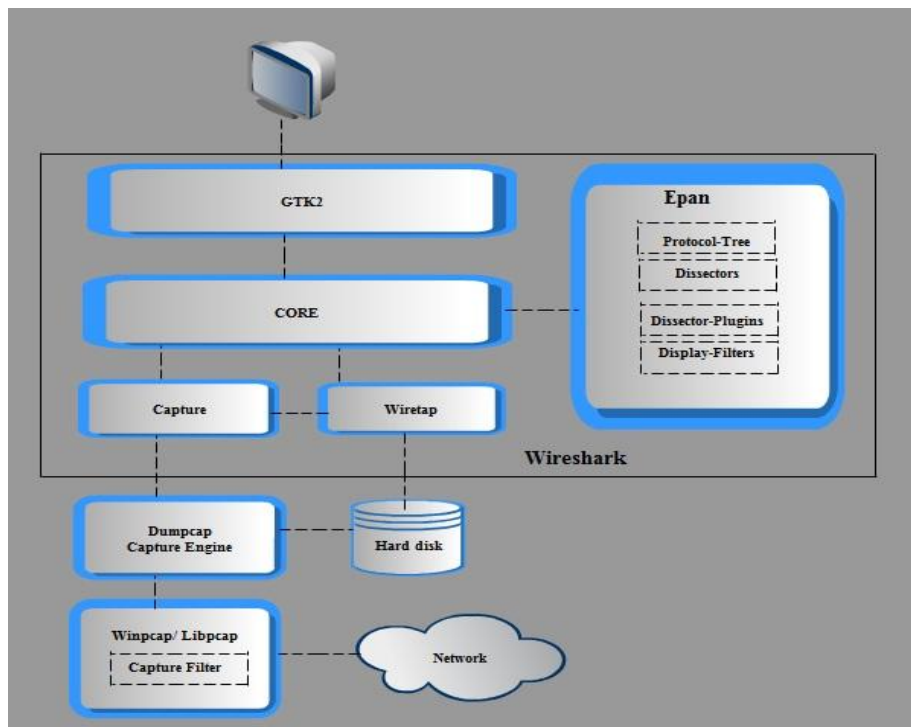 GTK2
Epan
Protocol-Tree
Dissectors
Dissector-Plugins
Display-Filters
CORE
Capture
Wiretap
Wireshark
Dumpcap
Capture Engine
Hard disk
Winpcap/ Libpcap
Capture Filter
Network